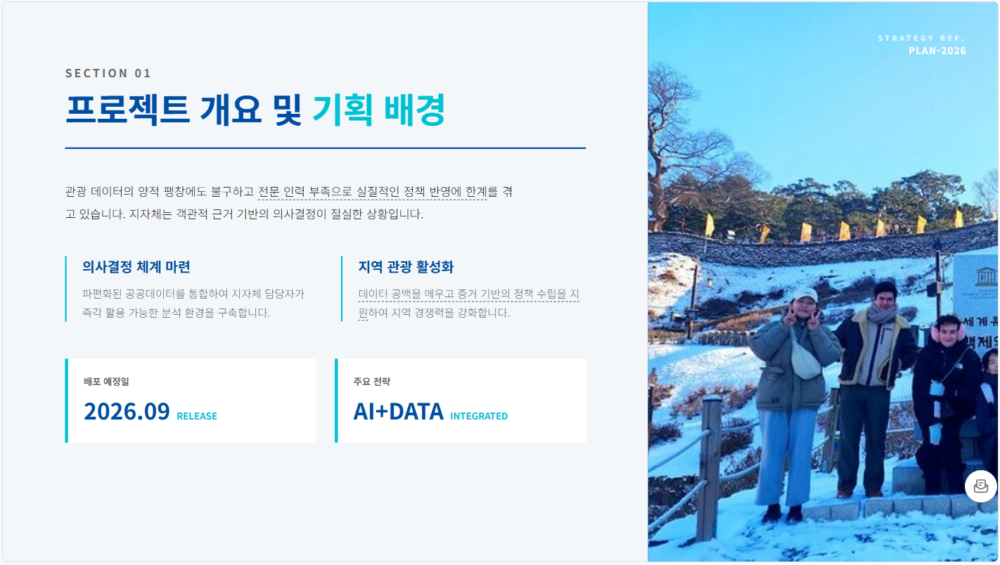 STRATEGY REF.
PLAN-2026
SECTION 01
프로젝트 개요 및 기획 배경
관광 데이터의 양적 팽창에도 불구하고 전문 인력 부족으로 실질적인 정책 반영에 한계를 겪
고 있습니다. 지자체는 객관적 근거 기반의 의사결정이 절실한 상황입니다.
의사결정 체계 마련
파편화된 공공데이터를 통합하여 지자체 담당자가
즉각 활용 가능한 분석 환경을 구축합니다.
지역 관광 활성화
데이터 공백을 메우고 증거 기반의 정책 수립을 지
원하여 지역 경쟁력을 강화합니다.
배포 예정일
2026.09 RELEASE
주요 전략
AI+DATA INTEGRATED
세계
백제